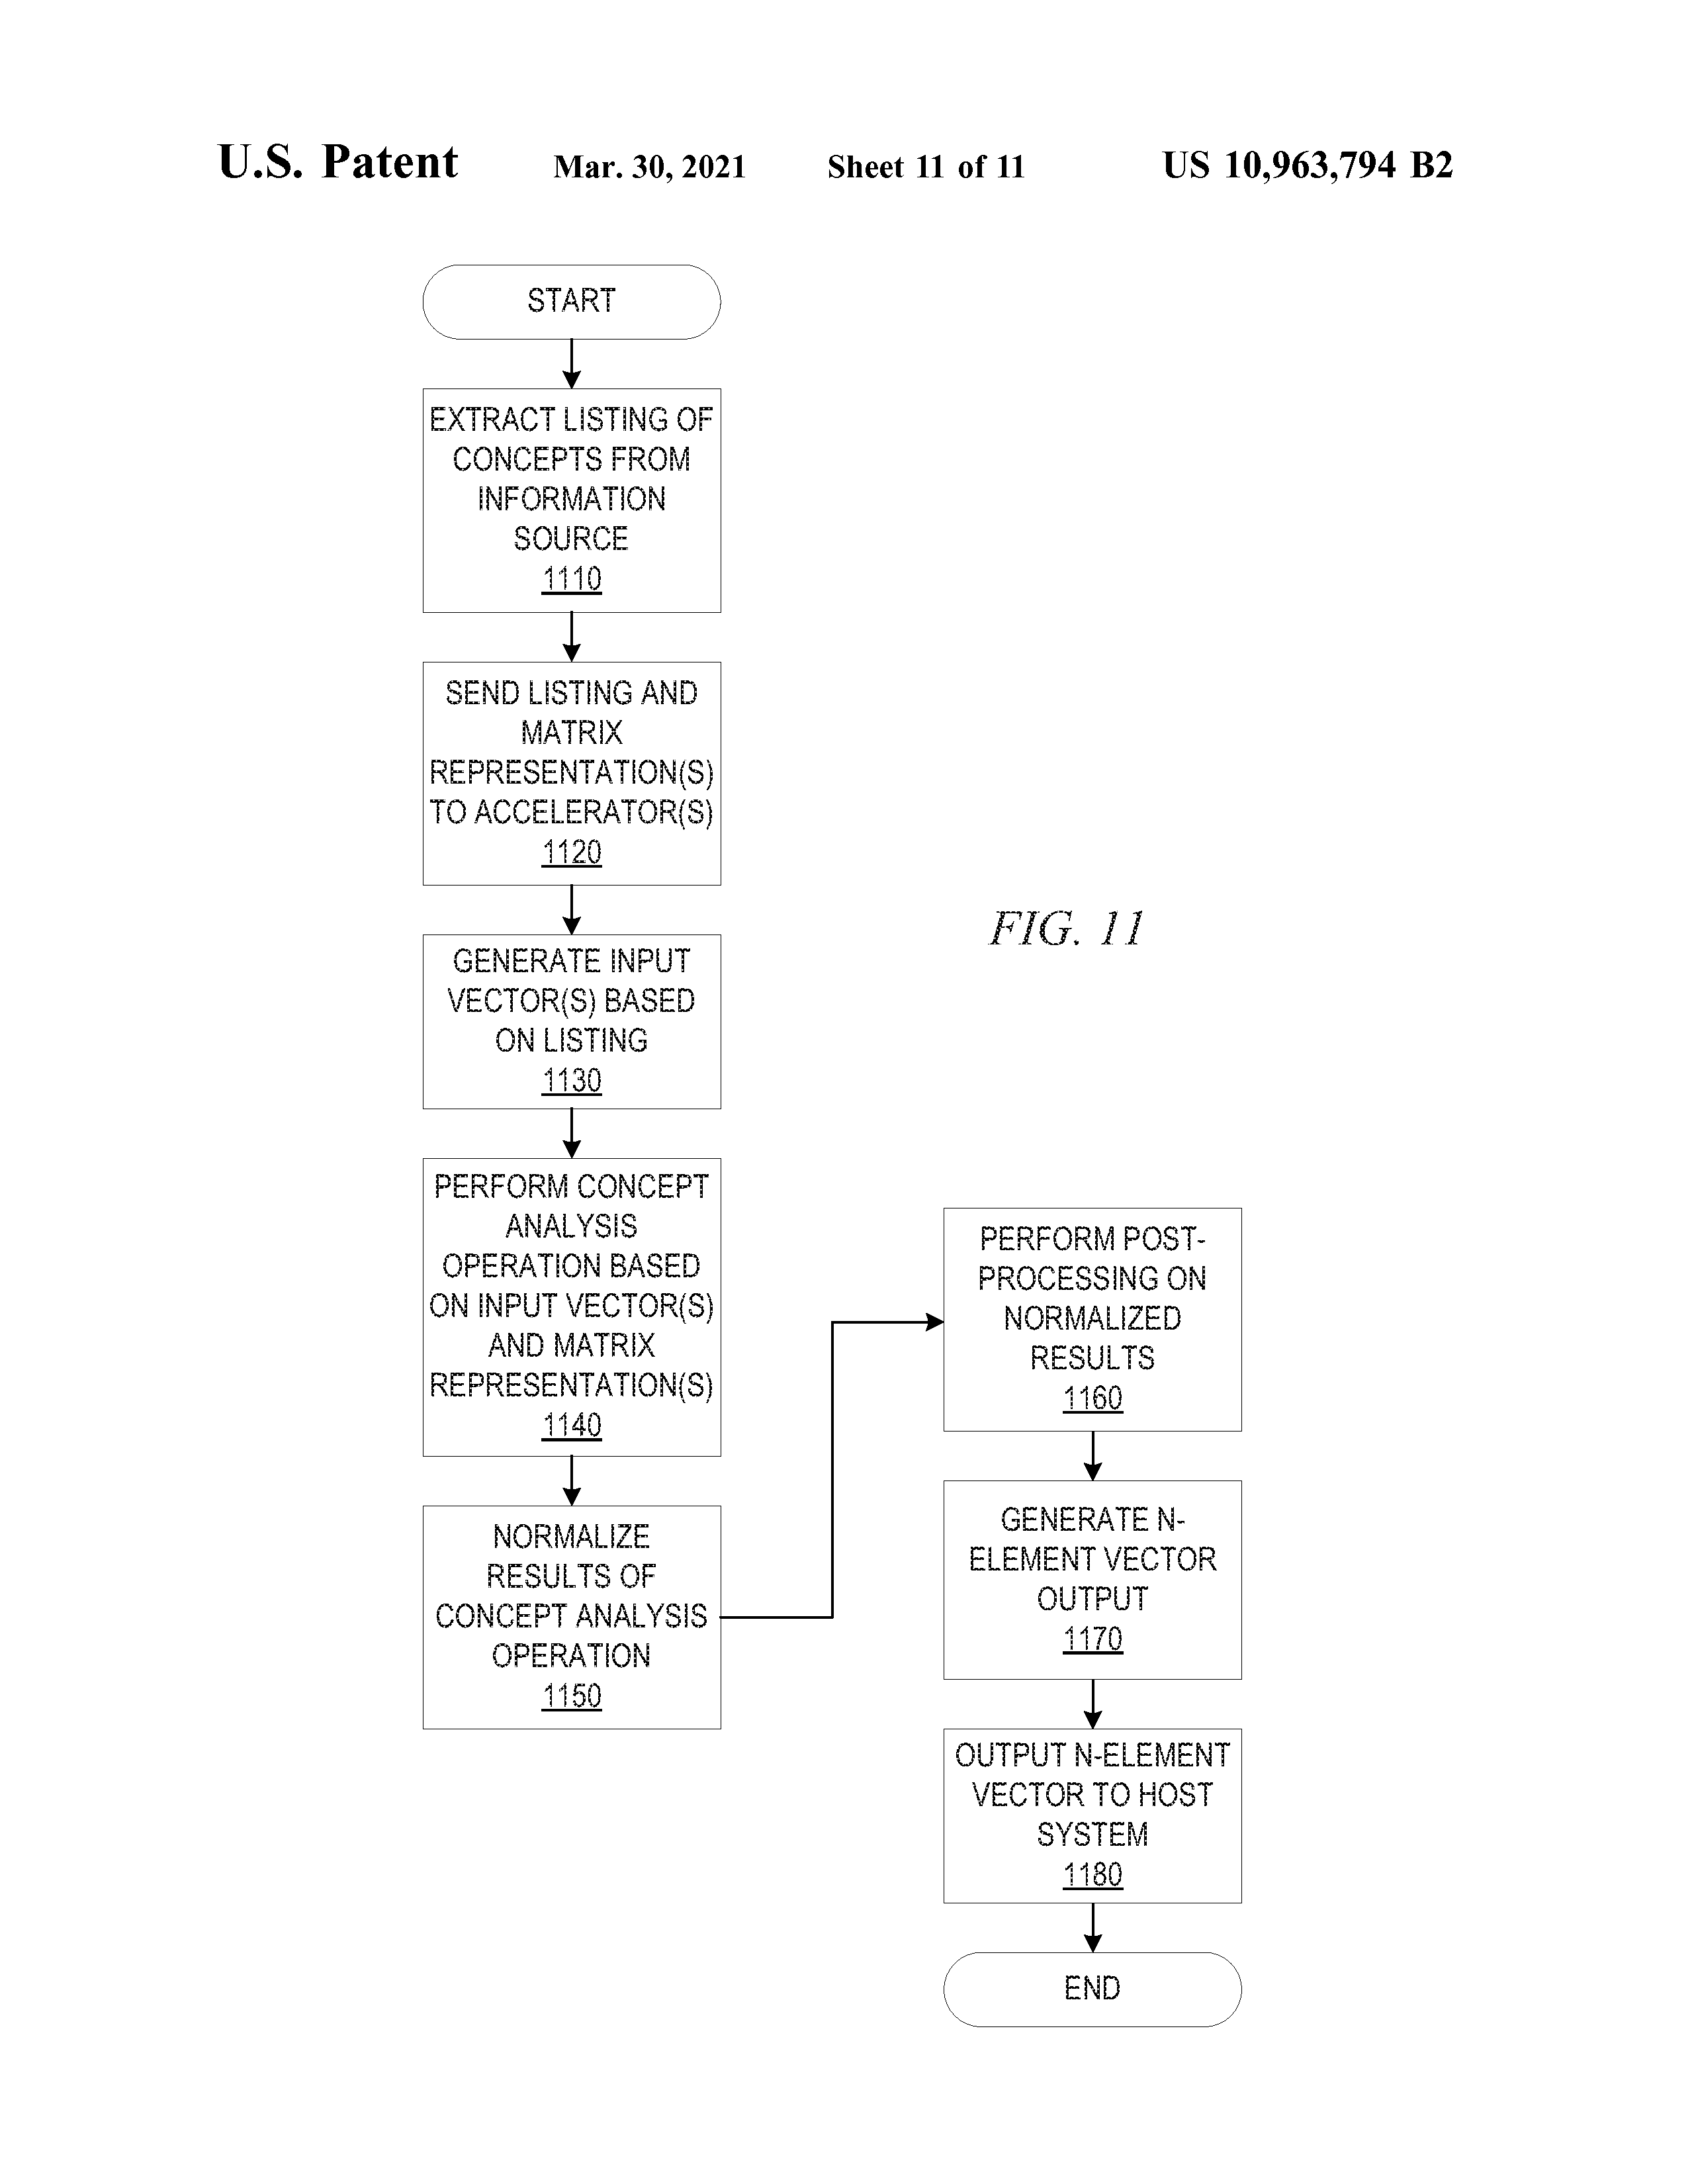 U.S. Patent Mar. 30, 2021 Sheet 11 of 11 US 10,963,794 B2
START
EXTRACT LISTING OF
CONCEPTS FROM
INFORMATION
SOURCE
1110
SEND LISTING AND
MATRIX
REPRESENTATION(S)
TO ACCELERATOR(S)
1120
GENERATE INPUT
VECTOR(S) BASED
ON LISTING
1130
PERFORM CONCEPT
ANALYSIS
OPERATION BASED
ON INPUT VECTOR(S)
AND MATRIX
REPRESENTATION(S)
1140
NORMALIZE
RESULTS OF
CONCEPT ANALYSIS
OPERATION
1150
FIG. 11
PERFORM POST-
PROCESSING ON
NORMALIZED
RESULTS
1160
GENERATE N-
ELEMENT VECTOR
OUTPUT
1170
OUTPUT N-ELEMENT
VECTOR TO HOST
SYSTEM
1180
END